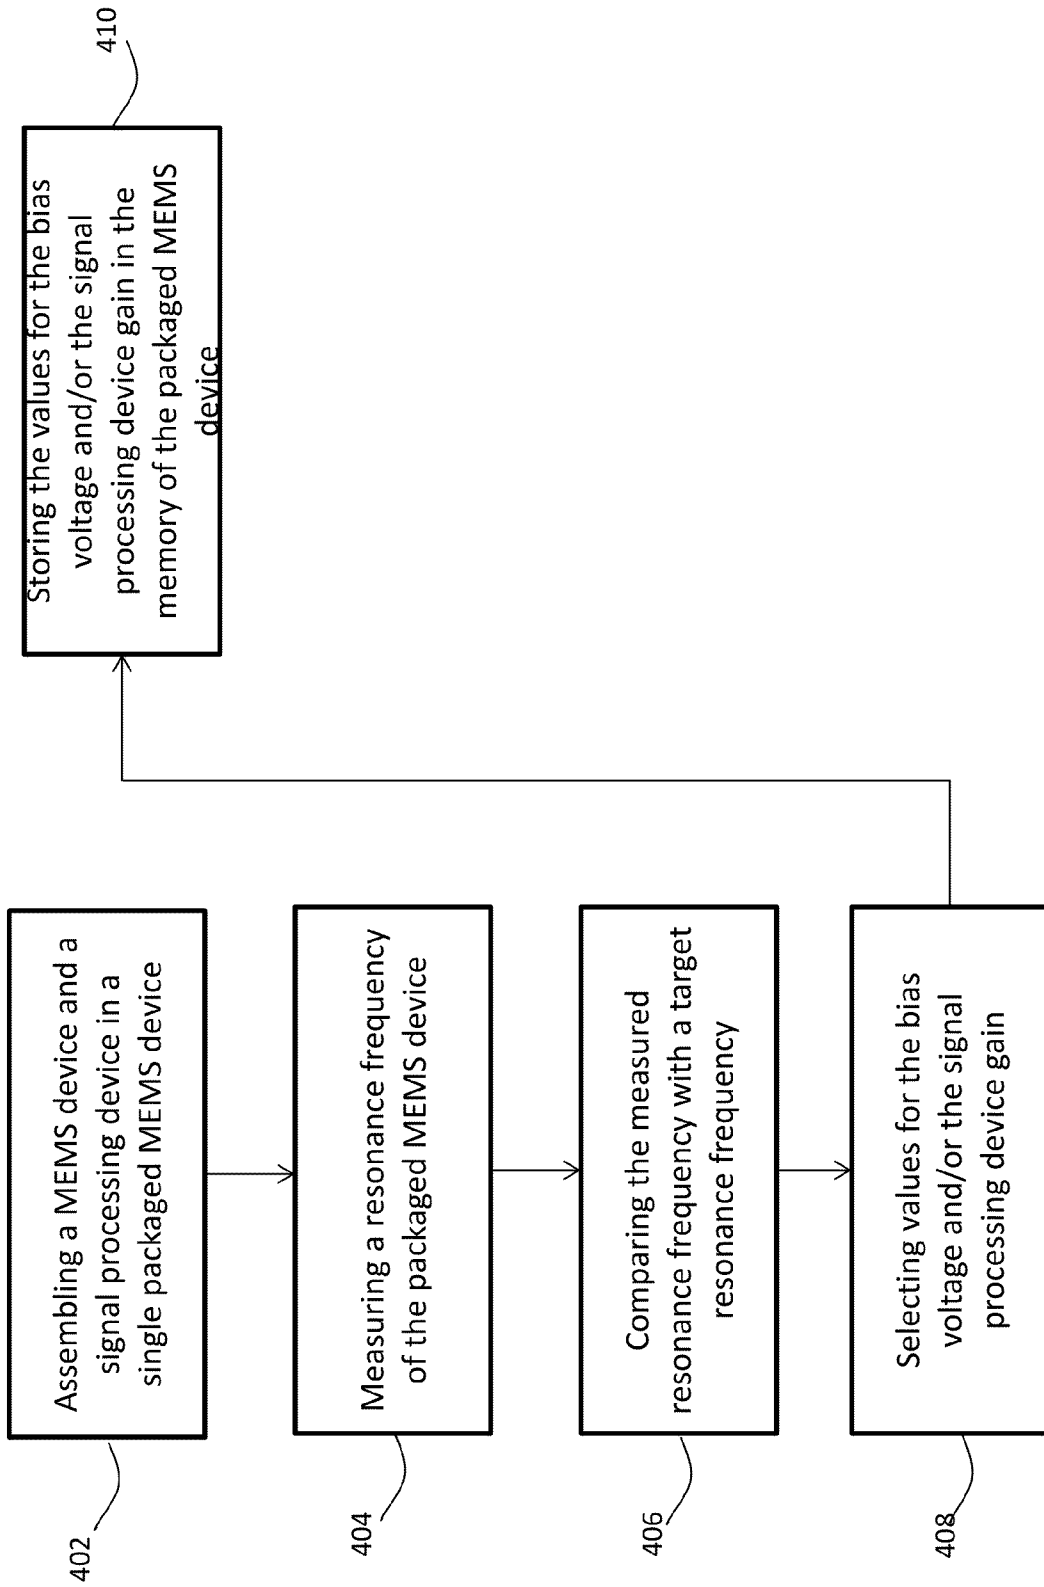 402
Assembling a MEMS device and a
signal processing device in a
single packaged MEMS device
404
Measuring a resonance frequency
of the packaged MEMS device
406
Comparing the measured
resonance frequency with a target
resonance frequency
408
Selecting values for the bias
voltage and/or the signal
processing device gain
410
Storing the values for the bias
voltage and/or the signal
processing device gain in the
memory of the packaged MEMS
device